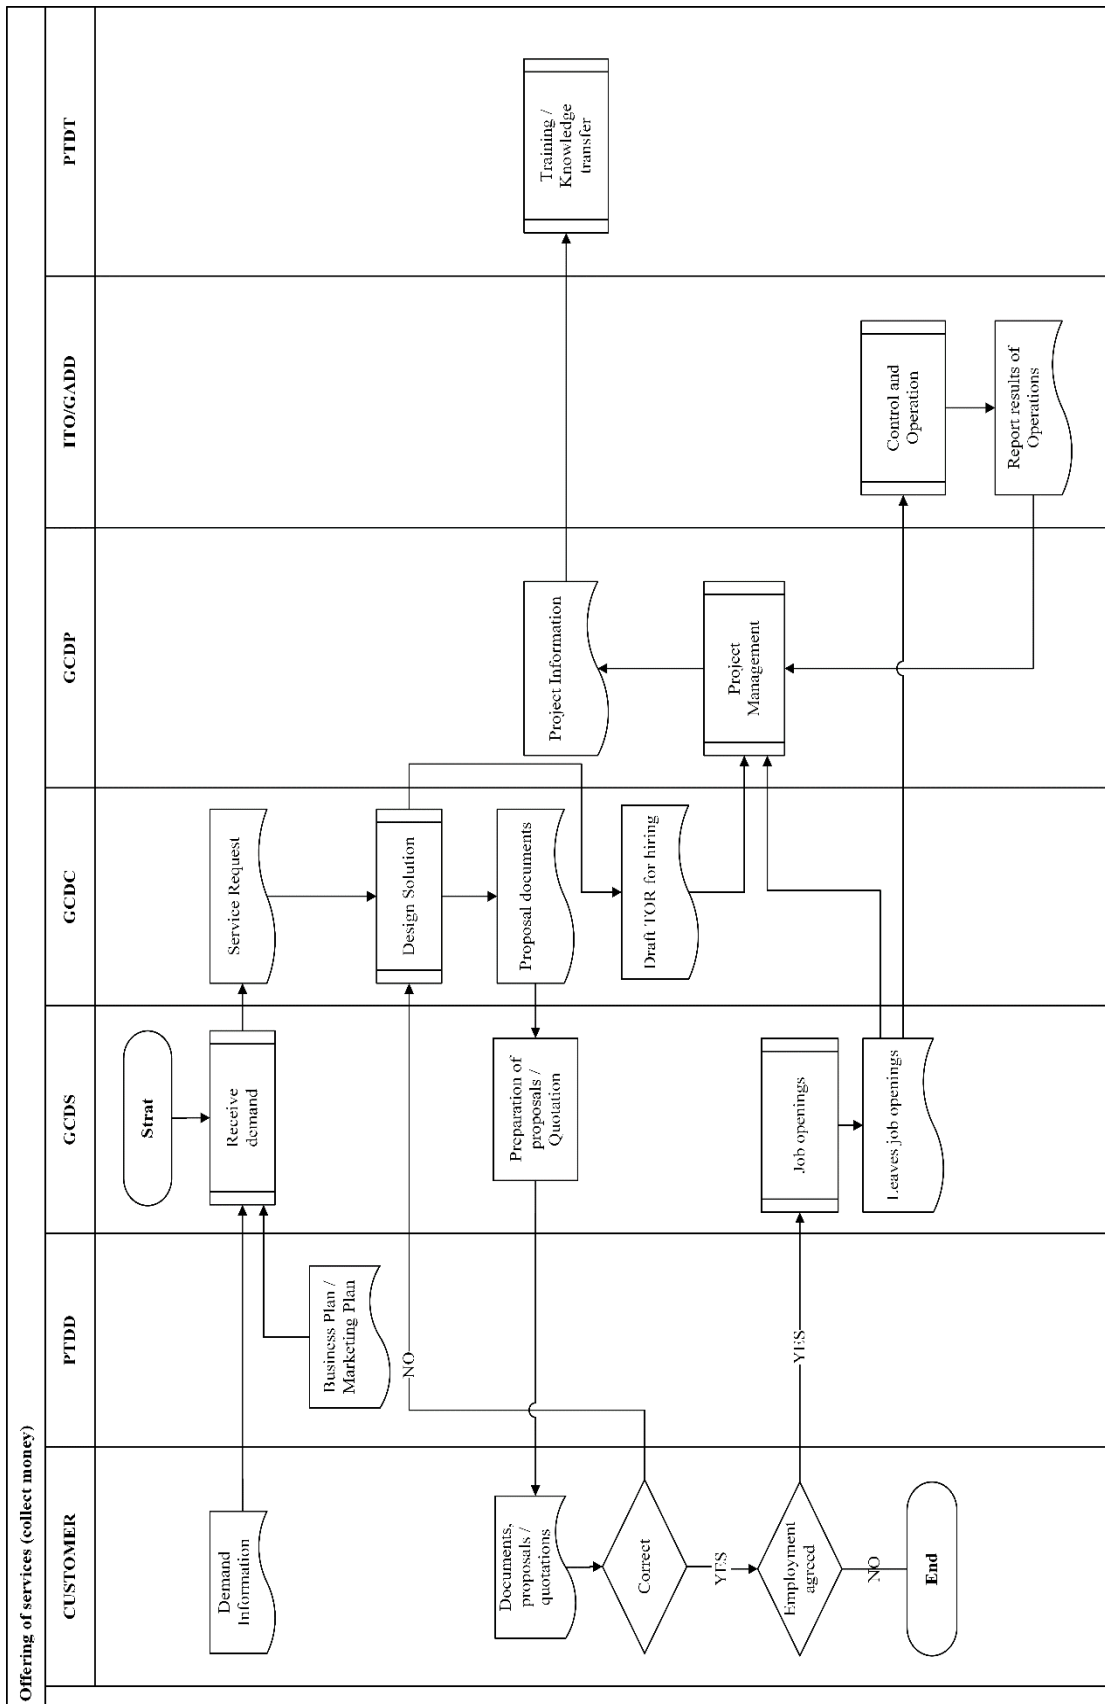 Offering of services (collect money)
CUSTOMER
PTDD
GCDS
GCDC
GCDP
ITO/GADD
PTDT
Strat
Demand
Information
Business Plan /
Marketing Plan
Receive
demand
Service Request
NO
Design Solution
Documents,
proposals /
quotations
Preparation of
proposals /
Quotation
Proposal documents
Project Information
Training /
Knowledge
transfer
Correct
Draft TOR for hiring
YES
Project
Management
Employment
agreed
YES
Job openings
NO
Leaves job openings
Control and
Operation
End
Report results of
Operations